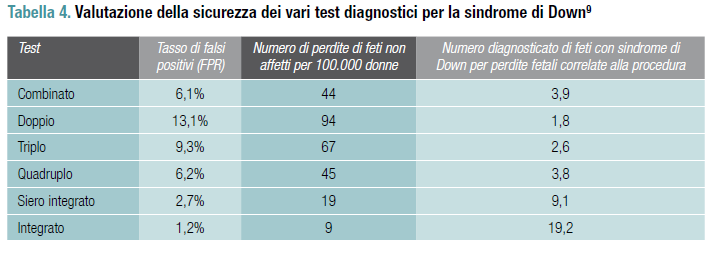 Tabella 4. Valutazione della sicurezza dei vari test diagnostici per la sindrome di Down9
Test
Tasso di falsi
positivi (FPR)
Numero di perdite di feti non
affetti per 100.000 donne
Numero diagnosticato di feti con sindrome di
Down per perdite fetali correlate alla procedura
Combinato 6,1% 44 3,9
Doppio 13,1% 94 1,8
Triplo 9,3% 67 2,6
Quadruplo 6,2% 45 3,8
Siero integrato 2,7% 19 9,1
Integrato 1,2% 9 19,2